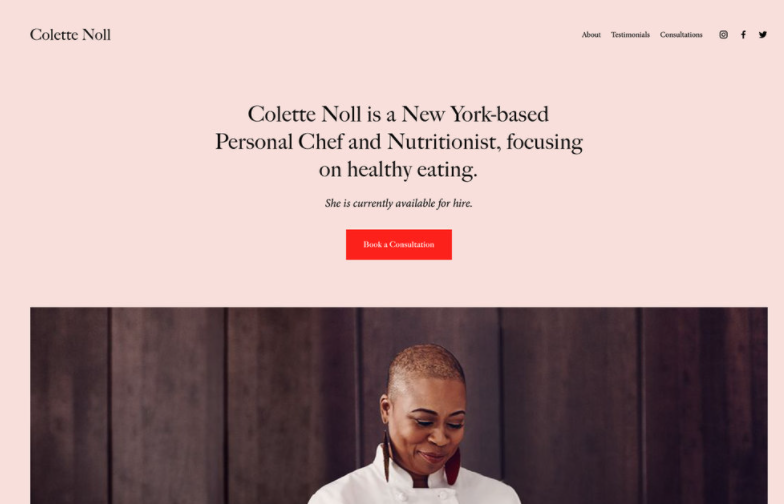 Colette Noll
About Testimonials Consultations
Colette Noll is a New York-based
Personal Chef and Nutritionist, focusing
on healthy eating.
She is currently available for hire.
Book a Consultation